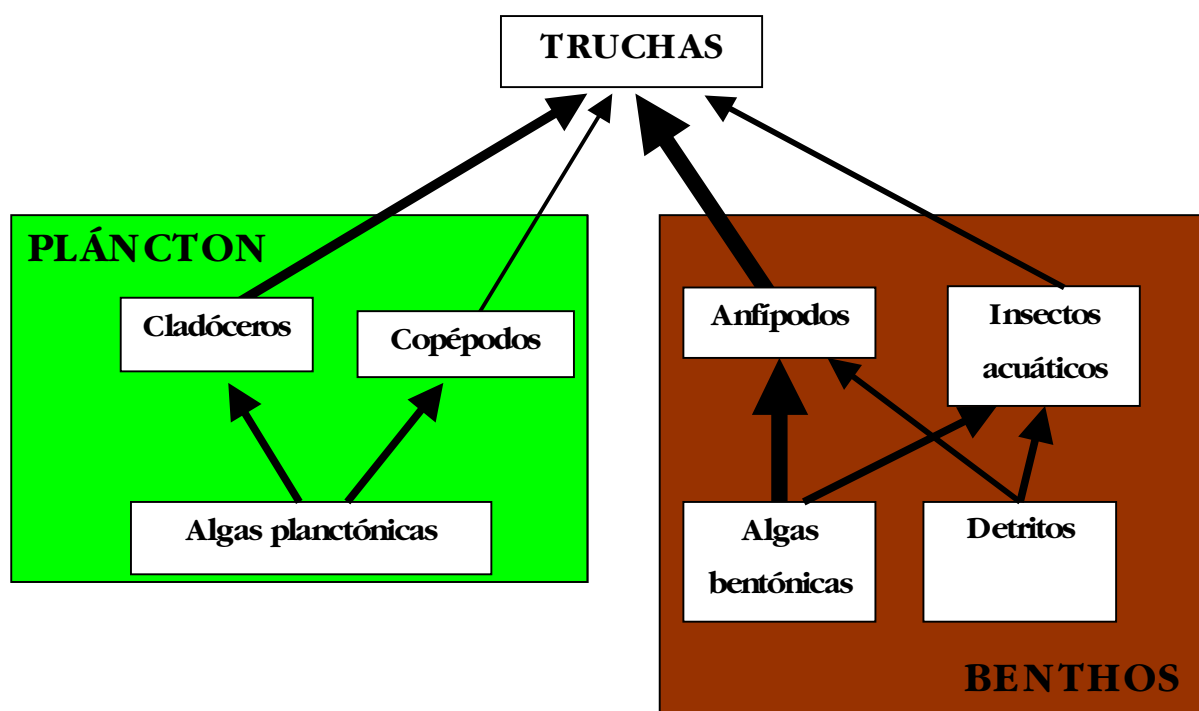 TRUCHAS
PLÁNCTON
Cladóceros
Copépodos
Algas planctónicas
Anfípodos
Insectos
acuáticos
Algas
bentónicas
Detritos
BENTHOS